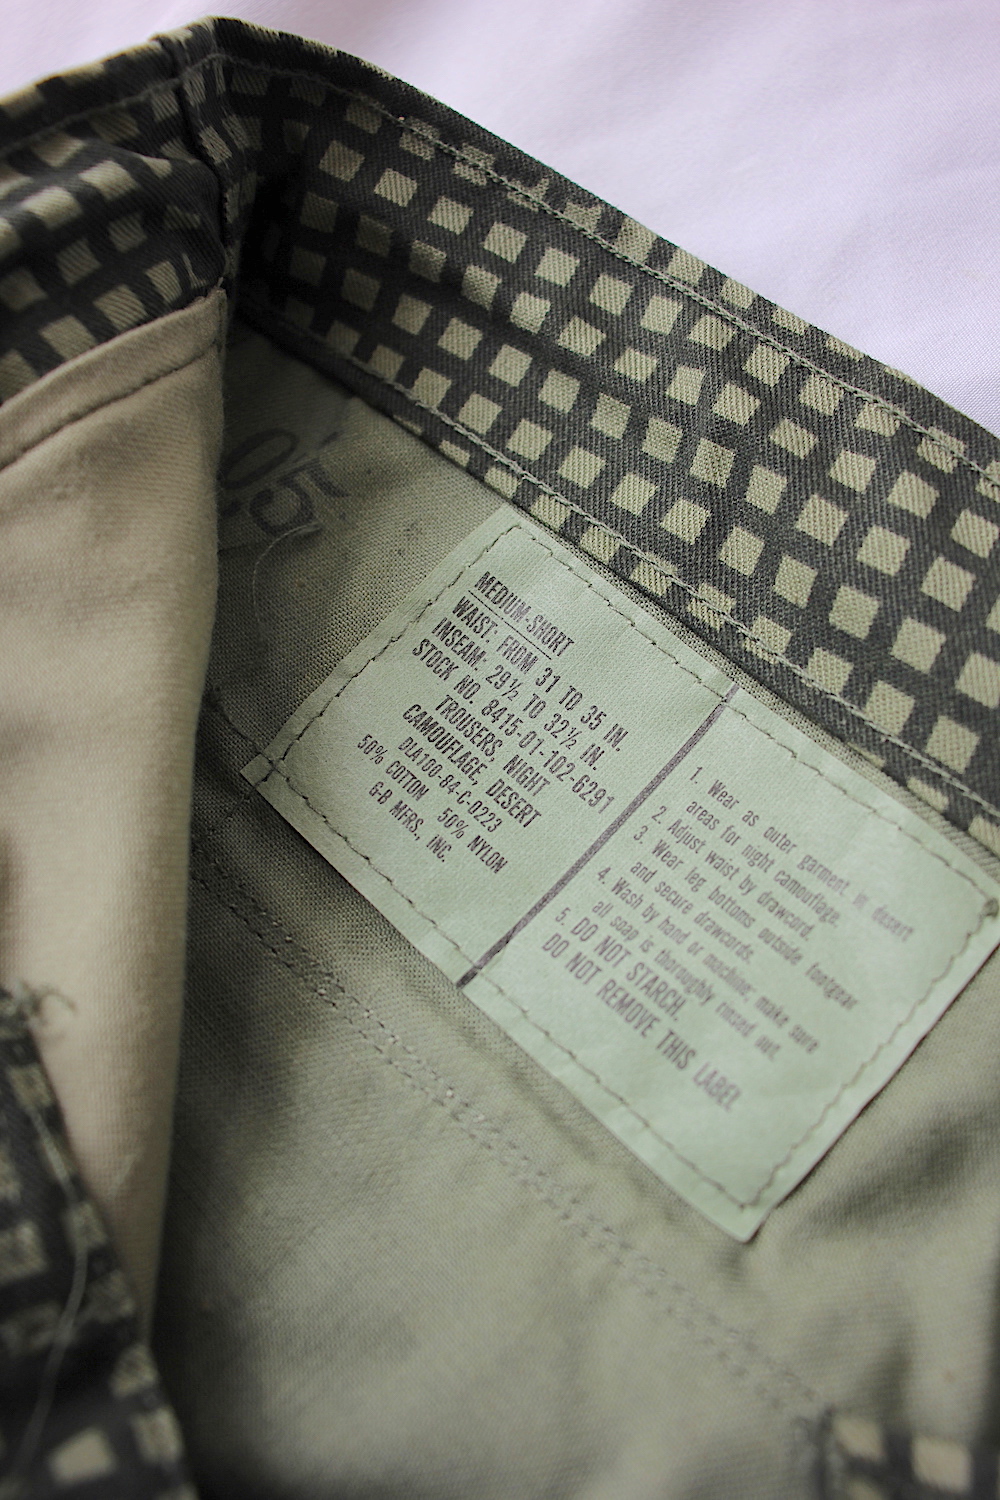 05
MEDIUM-SHORT
WAIST: FROM 31 TO 35 IN.
INSEAM: 29½ TO 32½ IN.
STOCK NO. 8415-01-102-6291
TROUSERS, NIGHT
CAMOUFLAGE, DESERT
DLA100-84-C-0223
50% COTTON 50% NYLON
G-B MFRS., INC.
1. Wear as outer garment in desert
areas for night camouflage.
2. Adjust waist by drawcord.
3. Wear leg bottoms outside footgear
and secure drawcords.
4. Wash by hand or machine; make sure
all soap is thoroughly rinsed out.
5. DO NOT STARCH.
DO NOT REMOVE THIS LABEL